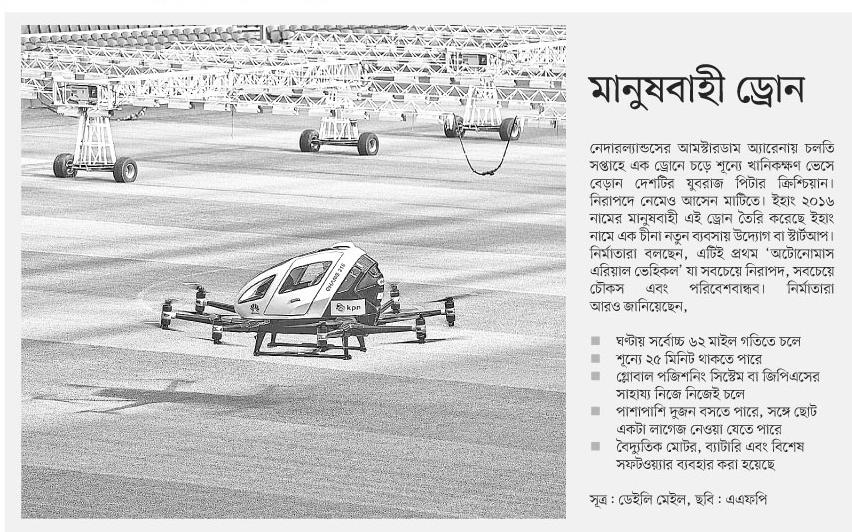 মানুষবাহী ড্রোন
নেদারল্যান্ডসের আমস্টারডাম অ্যারেনায় চলতি
সপ্তাহে এক ড্রোনে চড়ে শূন্যে খানিকক্ষণ ভেসে
বেড়ান দেশটির যুবরাজ পিটার ক্রিশ্চিয়ান।
নিরাপদে নেমেও আসেন মাটিতে। ইহাং ২০১৬
নামের মানুষবাহী এই ড্রোন তৈরি করেছে ইহাং
নামে এক চীনা নতুন ব্যবসায় উদ্যোগ বা স্টার্টআপ।
নির্মাতারা বলছেন, এটিই প্রথম ‘অটোনোমাস
এরিয়াল ভেহিকল’ যা সবচেয়ে নিরাপদ, সবচেয়ে
চৌকস এবং পরিবেশবান্ধব। নির্মাতারা
আরও জানিয়েছেন,
ঘণ্টায় সর্বোচ্চ ৬২ মাইল গতিতে চলে
শূন্যে ২৫ মিনিট থাকতে পারে
গ্লোবাল পজিশনিং সিস্টেম বা জিপিএসের
সাহায্য নিজে নিজেই চলে
পাশাপাশি দুজন বসতে পারে, সঙ্গে ছোট
একটা লাগেজ নেওয়া যেতে পারে
বৈদ্যুতিক মোটর, ব্যাটারি এবং বিশেষ
সফটওয়্যার ব্যবহার করা হয়েছে
সূত্র : ডেইলি মেইল, ছবি : এএফপি
EHANG 216
kpn